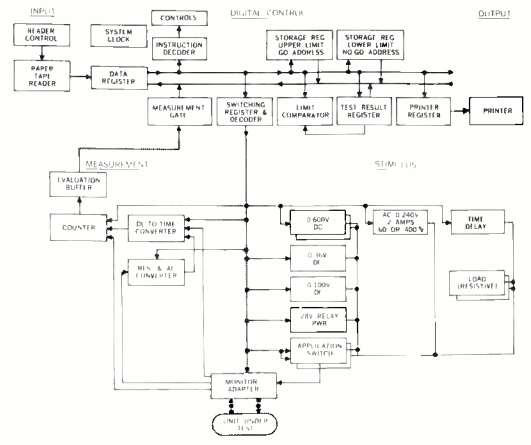 INPUT
DIGITAL CONTROL
OUTPUT
READER
CONTROL
SYSTEM
CLOCK
CONTROLS
INSTRUCTION
DECODER
STORAGE REG
UPPER LIMIT
GO ADDRESS
STORAGE REG
LOWER LIMIT
NO GO ADDRESS
PAPER
TAPE
READER
DATA
REGISTER
MEASUREMENT
GATE
SWITCHING
REGISTER &
DECODER
LIMIT
COMPARATOR
TEST RESULT
REGISTER
PRINTER
REGISTER
PRINTER
MEASUREMENT
STIMULUS
EVALUATION
BUFFER
COUNTER
DC TO TIME
CONVERTER
RES. & AC
CONVERTER
0-600V
DC
AC 0-240V
2 AMPS
60 OR 400
TIME
DELAY
0-36V
DC
0-100V
DC
LOAD
(RESISTIVE)
28V RELAY
PWR
APPLICATION
SWITCH
MONITOR
ADAPTER
UNIT UNDER
TEST